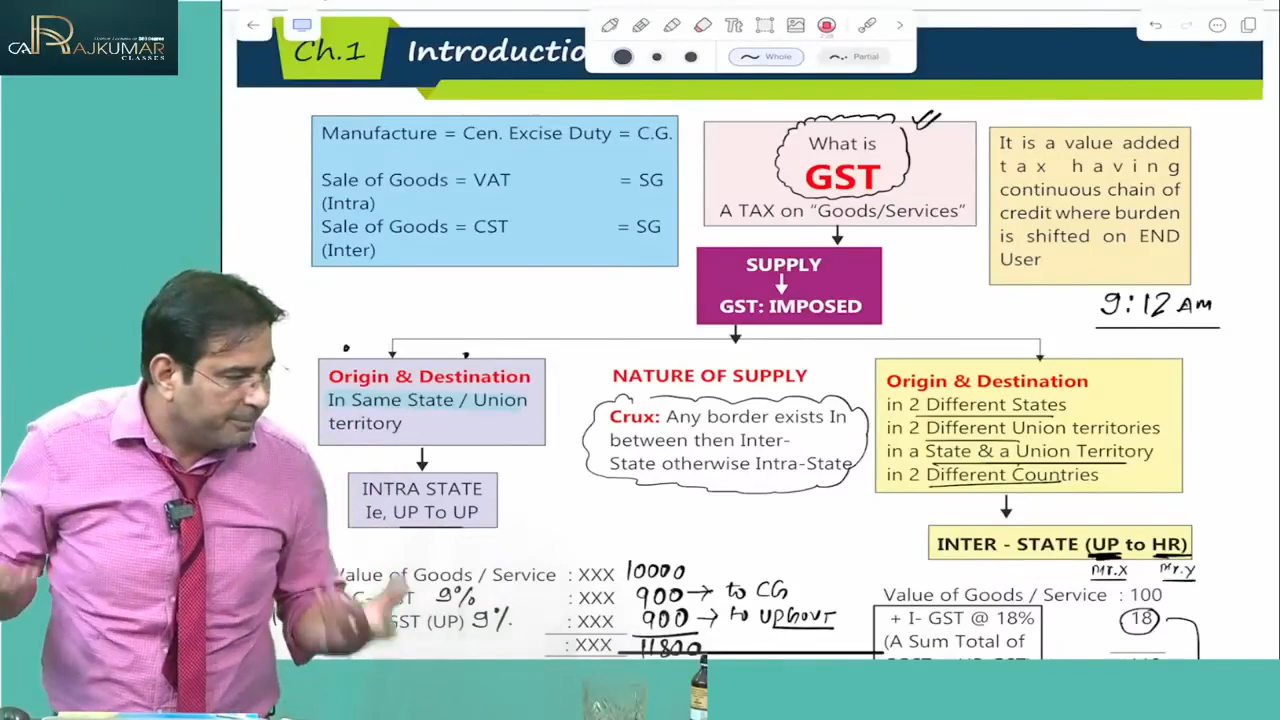 CA RAJKUMAR
CLASSES
Ch.1
Introductio
Whole
Partial
Manufacture = Cen. Excise Duty = C.G.
Sale of Goods = VAT = SG
(Intra)
Sale of Goods = CST = SG
(Inter)
What is
GST
A TAX on “Goods/Services”
It is a value added
tax having
continuous chain of
credit where burden
is shifted on END
User
SUPPLY
GST: IMPOSED
9:12 AM
Origin & Destination
In Same State / Union
territory
NATURE OF SUPPLY
Crux: Any border exists In
between then Inter-
State otherwise Intra-State
Origin & Destination
in 2 Different States
in 2 Different Union territories
in a State & a Union Territory
in 2 Different Countries
INTRA STATE
Ie, UP To UP
INTER - STATE (UP to HR)
Mr.X Mr.Y
alue of Goods / Service : XXX 10000
9% : XXX 900 → to CG
GST (UP) 9% : XXX 900 → to UP Govt
: XXX 11800
Value of Goods / Service : 100
+ I- GST @ 18% 18
(A Sum Total of